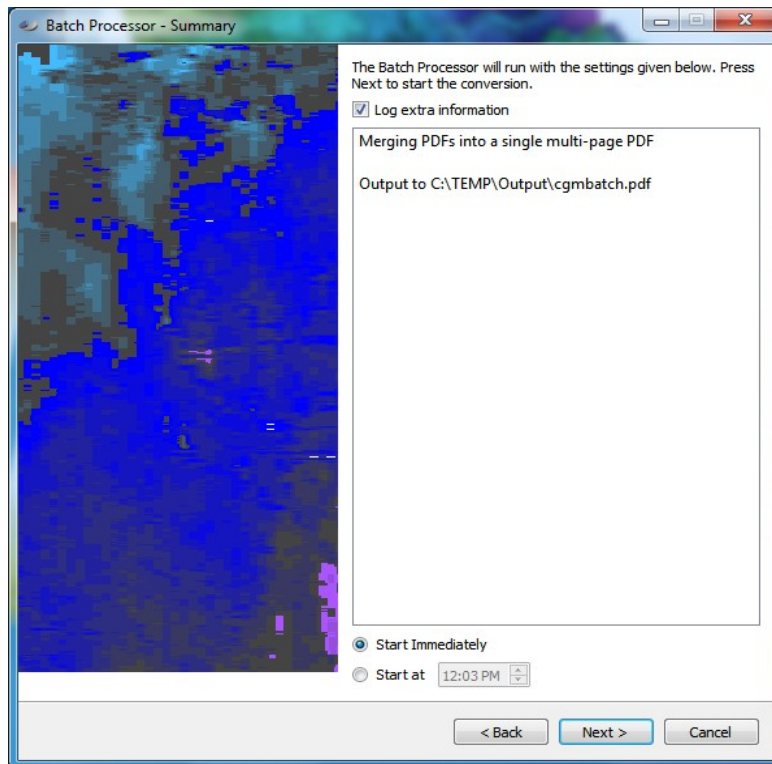 Batch Processor - Summary
The Batch Processor will run with the settings given below. Press
Next to start the conversion.
Log extra information
Merging PDFs into a single multi-page PDF
Output to C:\TEMP\Output\cgmbatch.pdf
Start Immediately
Start at 12:03 PM
< Back Next > Cancel